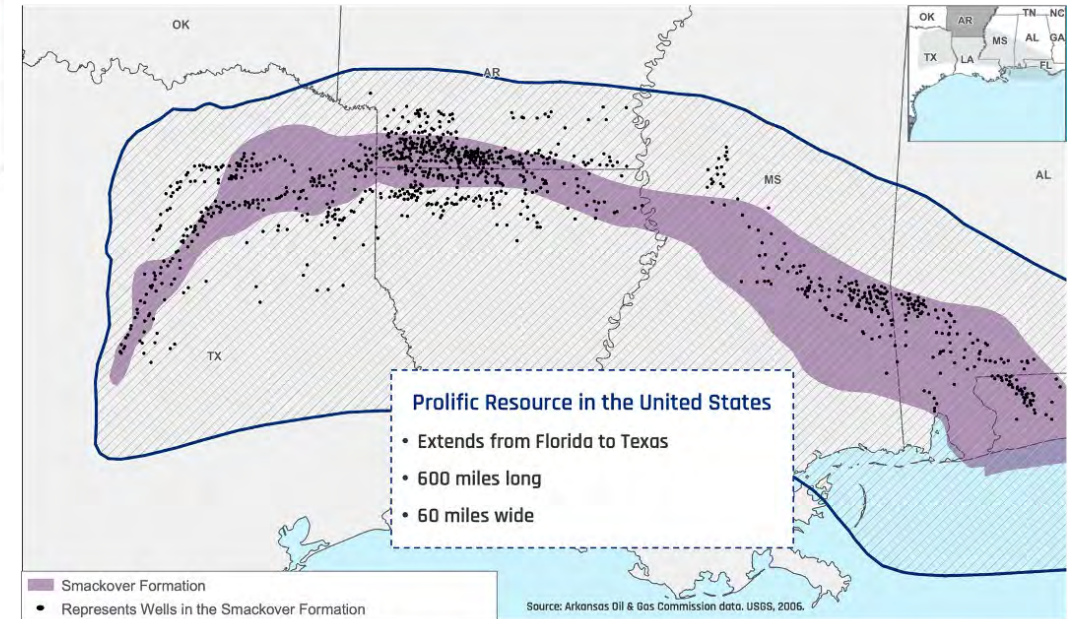 OK
AR
MS
AL
TX
OK
AR
TN
NC
MS
AL
GA
TX
LA
FL
Prolific Resource in the United States
• Extends from Florida to Texas
• 600 miles long
• 60 miles wide
Smackover Formation
Represents Wells in the Smackover Formation
Source: Arkansas Oil & Gas Commission data. USGS, 2006.